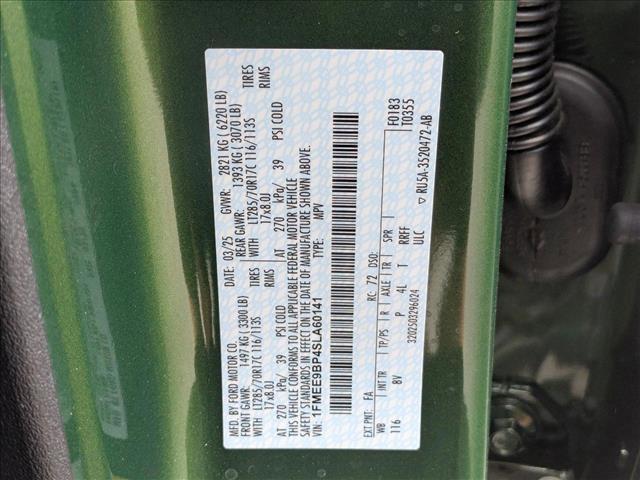 MFD. BY FORD MOTOR CO.
DATE: 03/25 GVWR: 2821 KG ( 6220 LB)
FRONT GAWR: 1497 KG ( 3300 LB) REAR GAWR: 1393 KG ( 3070 LB)
WITH LT285/70R17C 116/113S TIRES WITH LT285/70R17C 116/113S TIRES
17x8.0J RIMS 17x8.0J RIMS
AT 270 kPa/ 39 PSI COLD AT 270 kPa/ 39 PSI COLD
THIS VEHICLE CONFORMS TO ALL APPLICABLE FEDERAL MOTOR VEHICLE
SAFETY STANDARDS IN EFFECT ON THE DATE OF MANUFACTURE SHOWN ABOVE.
VIN: 1FMEE9BP4SLA60141 TYPE: MPV
F0183
T0355
EXT PNT: FA RC: 72 DSO:
WB INT TR TP/PS R AXLE TR SPR
116 8V P 4L T RRFF
ULC
3202503296024
RU5A-3520472-AB